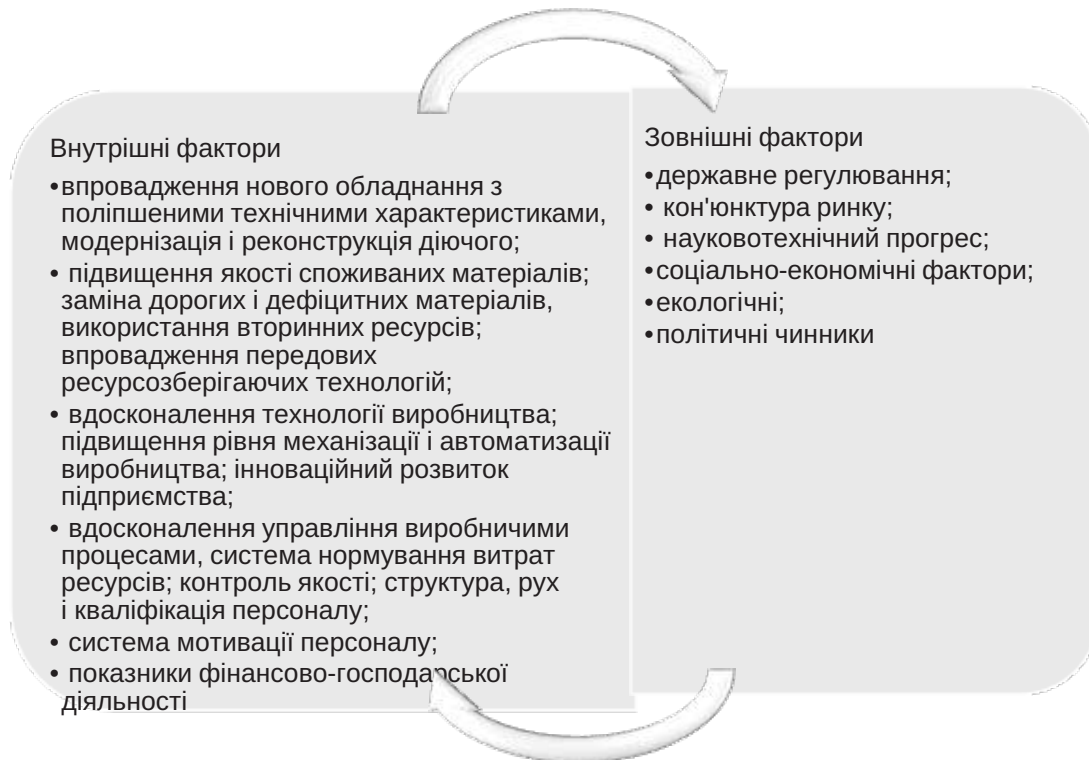 Внутрішні фактори
•впровадження нового обладнання з
поліпшеними технічними характеристиками,
модернізація і реконструкція діючого;
• підвищення якості споживаних матеріалів;
заміна дорогих і дефіцитних матеріалів,
використання вторинних ресурсів;
впровадження передових
ресурсозберігаючих технологій;
• вдосконалення технології виробництва;
підвищення рівня механізації і автоматизації
виробництва; інноваційний розвиток
підприємства;
• вдосконалення управління виробничими
процесами, система нормування витрат
ресурсів; контроль якості; структура, рух
і кваліфікація персоналу;
• система мотивації персоналу;
• показники фінансово-господарської
діяльності
Зовнішні фактори
•державне регулювання;
• кон'юнктура ринку;
• науковотехнічний прогрес;
•соціально-економічні фактори;
•екологічні;
•політичні чинники